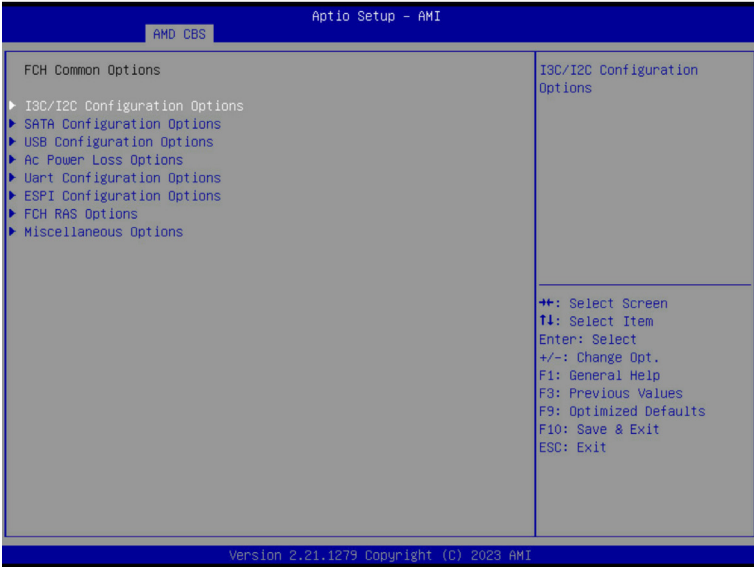 Aptio Setup - AMI
AMD CBS
FCH Common Options
I3C/I2C Configuration Options
SATA Configuration Options
USB Configuration Options
Ac Power Loss Options
Uart Configuration Options
ESPI Configuration Options
FCH RAS Options
Miscellaneous Options
I3C/I2C Configuration
Options
→←: Select Screen
↑↓: Select Item
Enter: Select
+/-: Change Opt.
F1: General Help
F3: Previous Values
F9: Optimized Defaults
F10: Save & Exit
ESC: Exit
Version 2.21.1279 Copyright (C) 2023 AMI